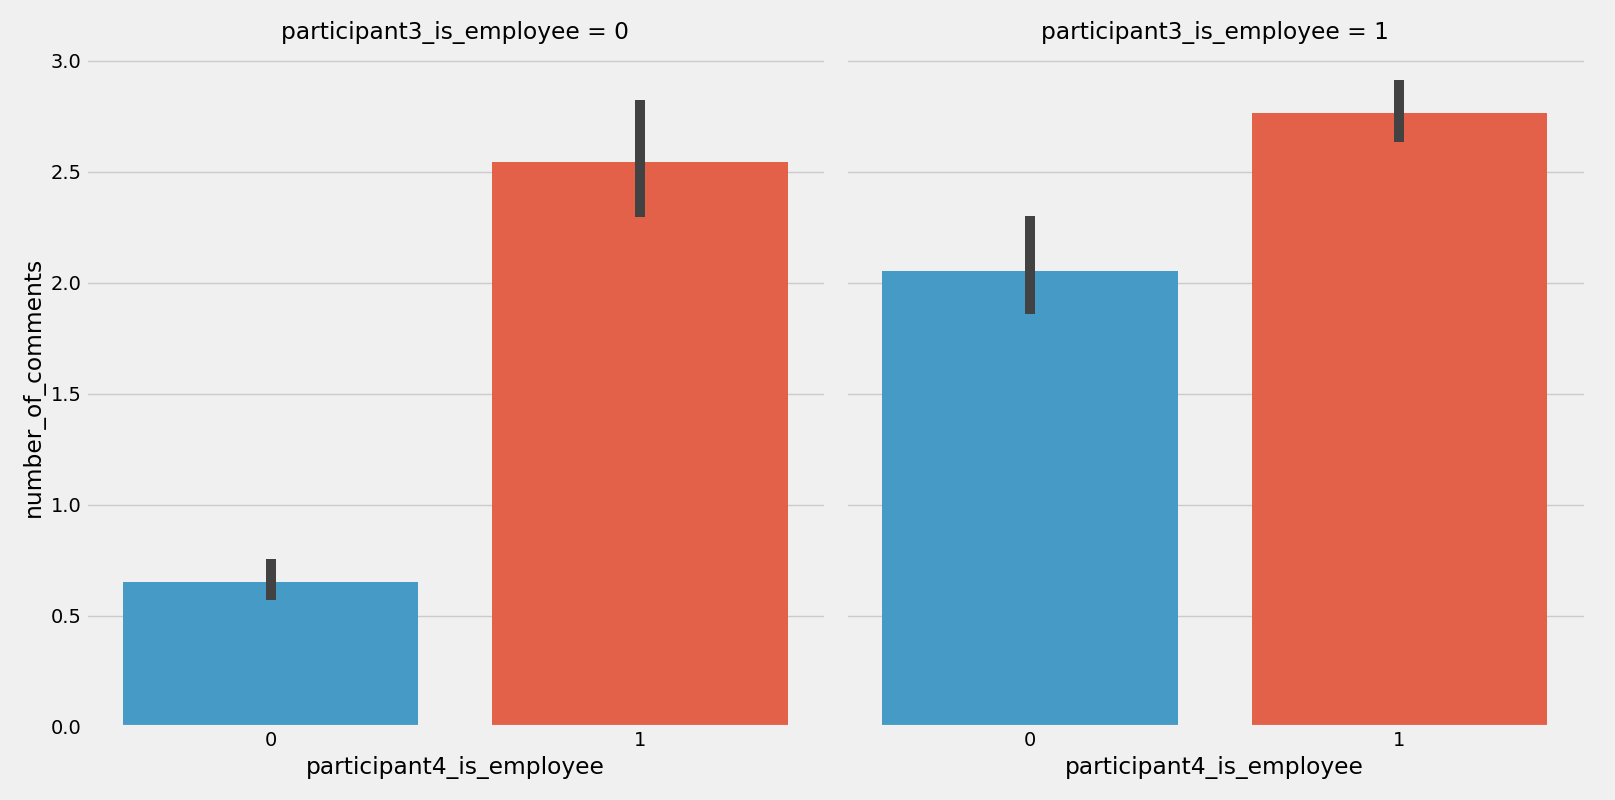 participant3_is_employee = 0
participant3_is_employee = 1
number_of_comments
3.0
2.5
2.0
1.5
1.0
0.5
0.0
0 1
0 1
participant4_is_employee
participant4_is_employee